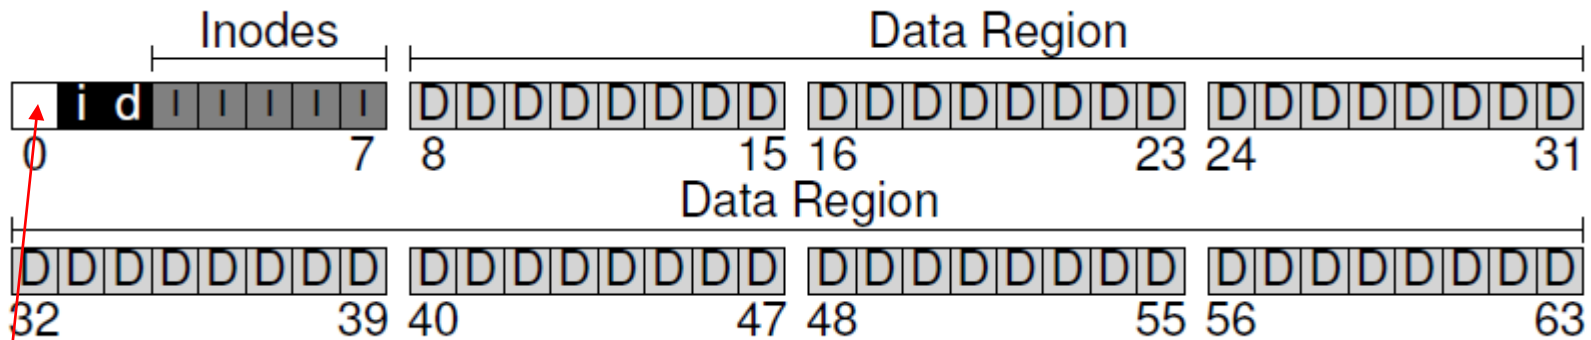 Inodes Data Region
i d I I I I I D D D D D D D D D D D D D D D D D D D D D D D D
0 7 8 15 16 23 24 31
Data Region
D D D D D D D D D D D D D D D D D D D D D D D D D D D D D D D D
32 39 40 47 48 55 56 63